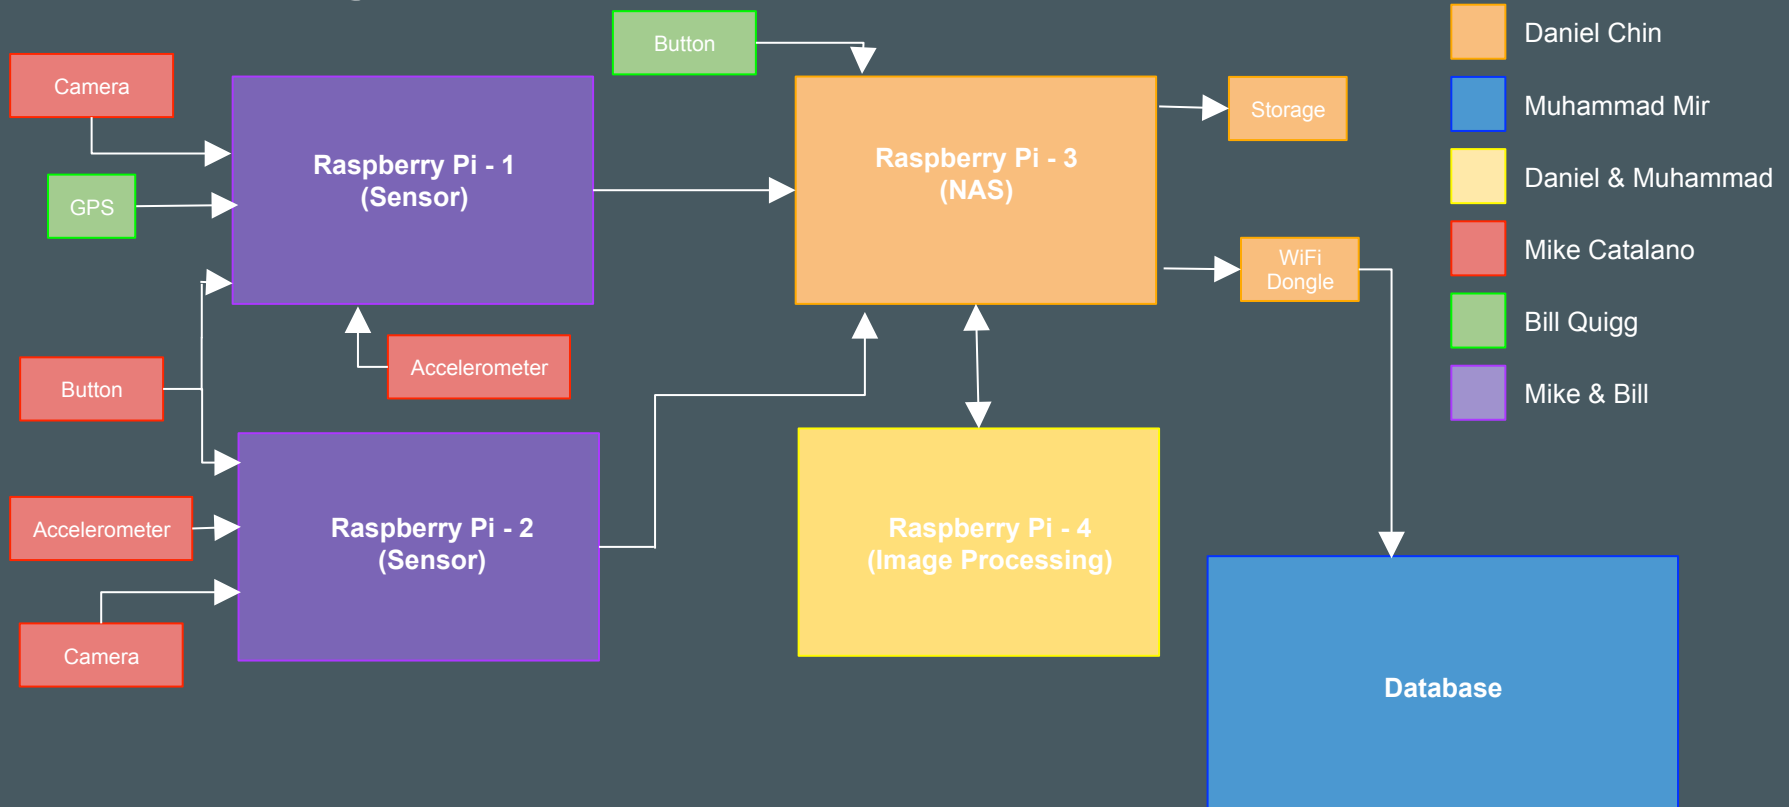 Camera
GPS
Button
Accelerometer
Camera
Raspberry Pi - 1
(Sensor)
Accelerometer
Raspberry Pi - 2
(Sensor)
Button
Raspberry Pi - 3
(NAS)
Raspberry Pi - 4
(Image Processing)
Storage
WiFi
Dongle
Database
Daniel Chin
Muhammad Mir
Daniel & Muhammad
Mike Catalano
Bill Quigg
Mike & Bill